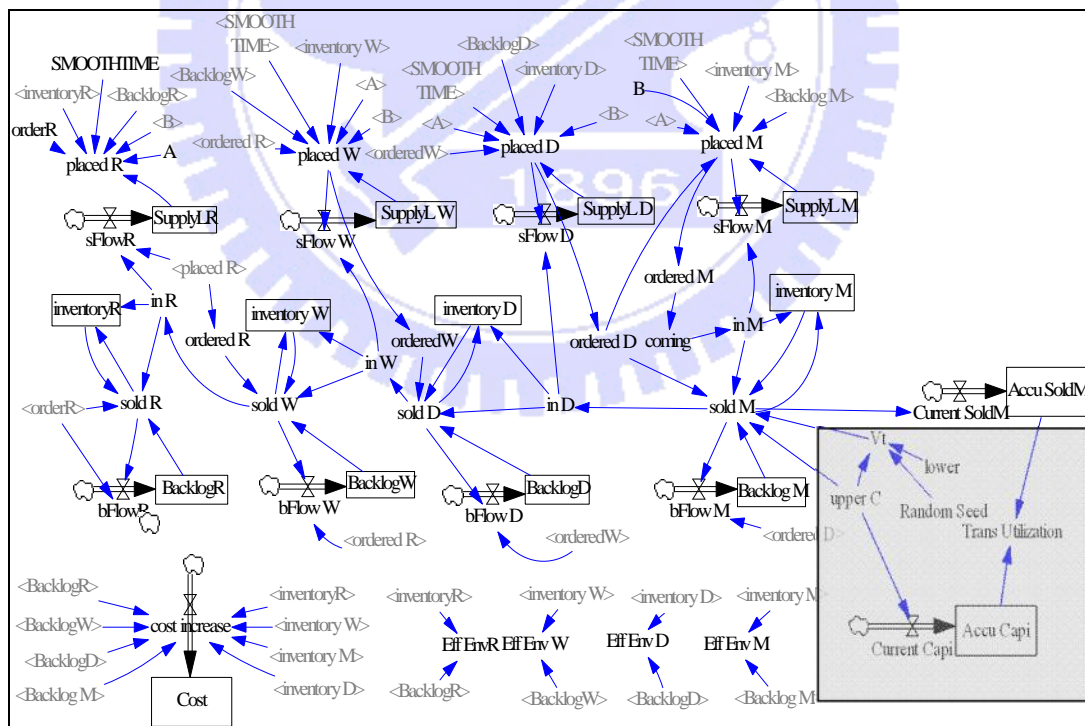 <SMOOTH
TIME>
<inventory W>
<BacklogD>
<SMOOTH
TIME>
SMOOTHTIME
<BacklogW>
<SMOOTH
TIME>
<inventory D>
<inventory M>
<inventoryR>
<BacklogR>
<A>
B
<Backlog M>
orderR
<B>
<B>
<A>
<B>
<A>
<ordered R>
<orderedW>
placed R
A
placed W
placed D
placed M
1896
SupplyLR
SupplyL W
SupplyL D
SupplyL M
sFlowR
sFlow W
sFlow D
sFlow M
<placed R>
ordered M
inventoryR
in R
inventory W
inventory D
inventory M
ordered R
orderedW
ordered D
coming
in M
in W
<orderR>
sold R
sold W
sold D
in D
sold M
Current SoldM
Accu SoldM
Vt
lower
BacklogR
BacklogW
BacklogD
Backlog M
upper C
Random Seed
bFlowR
bFlow W
bFlow D
bFlow M
Trans Utilization
<ordered R>
<orderedW>
<ordered D>
<BacklogR>
<inventoryR>
<inventoryR>
<inventory W>
<inventory D>
<inventory M>
<BacklogW>
cost increase
<inventory W>
Eff EnvR
Eff Env W
Eff Env D
Eff Env M
Current Capi
Accu Capi
<BacklogD>
<inventory M>
<Backlog M>
<inventory D>
<BacklogR>
<BacklogW>
<BacklogD>
<Backlog M>
Cost